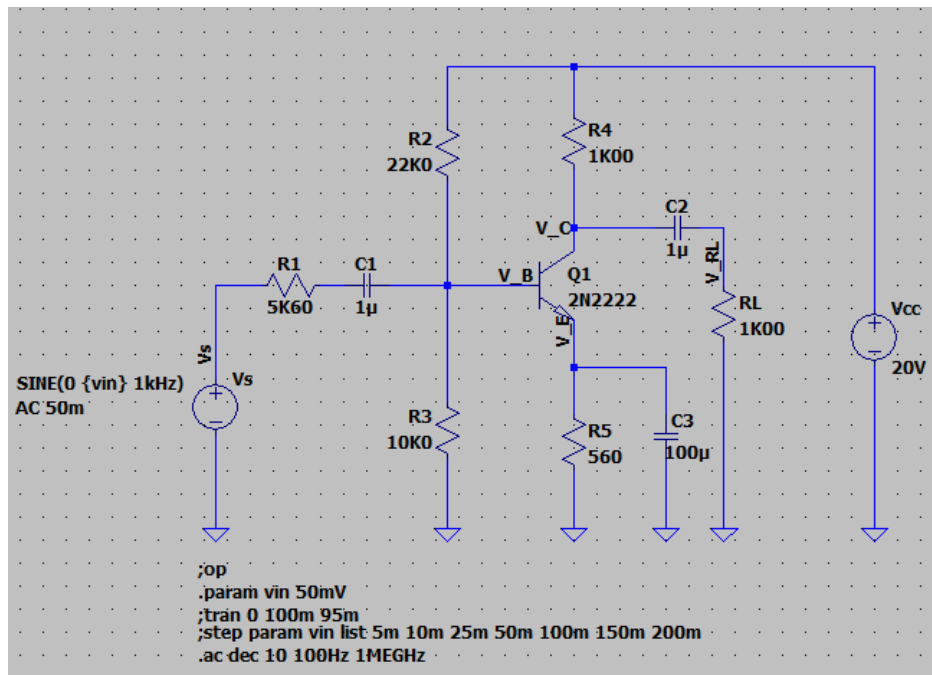 R2
22K0
R4
1K00
C2
1µ
V_C
V_RL
R1
5K60
C1
1µ
V_B
Q1
2N2222
V_E
RL
1K00
Vcc
20V
Vs
Vs
SINE(0 {vin} 1kHz)
AC 50m
R3
10K0
R5
560
C3
100µ
;op
.param vin 50mV
;tran 0 100m 95m
;step param vin list 5m 10m 25m 50m 100m 150m 200m
.ac dec 10 100Hz 1MEGHz